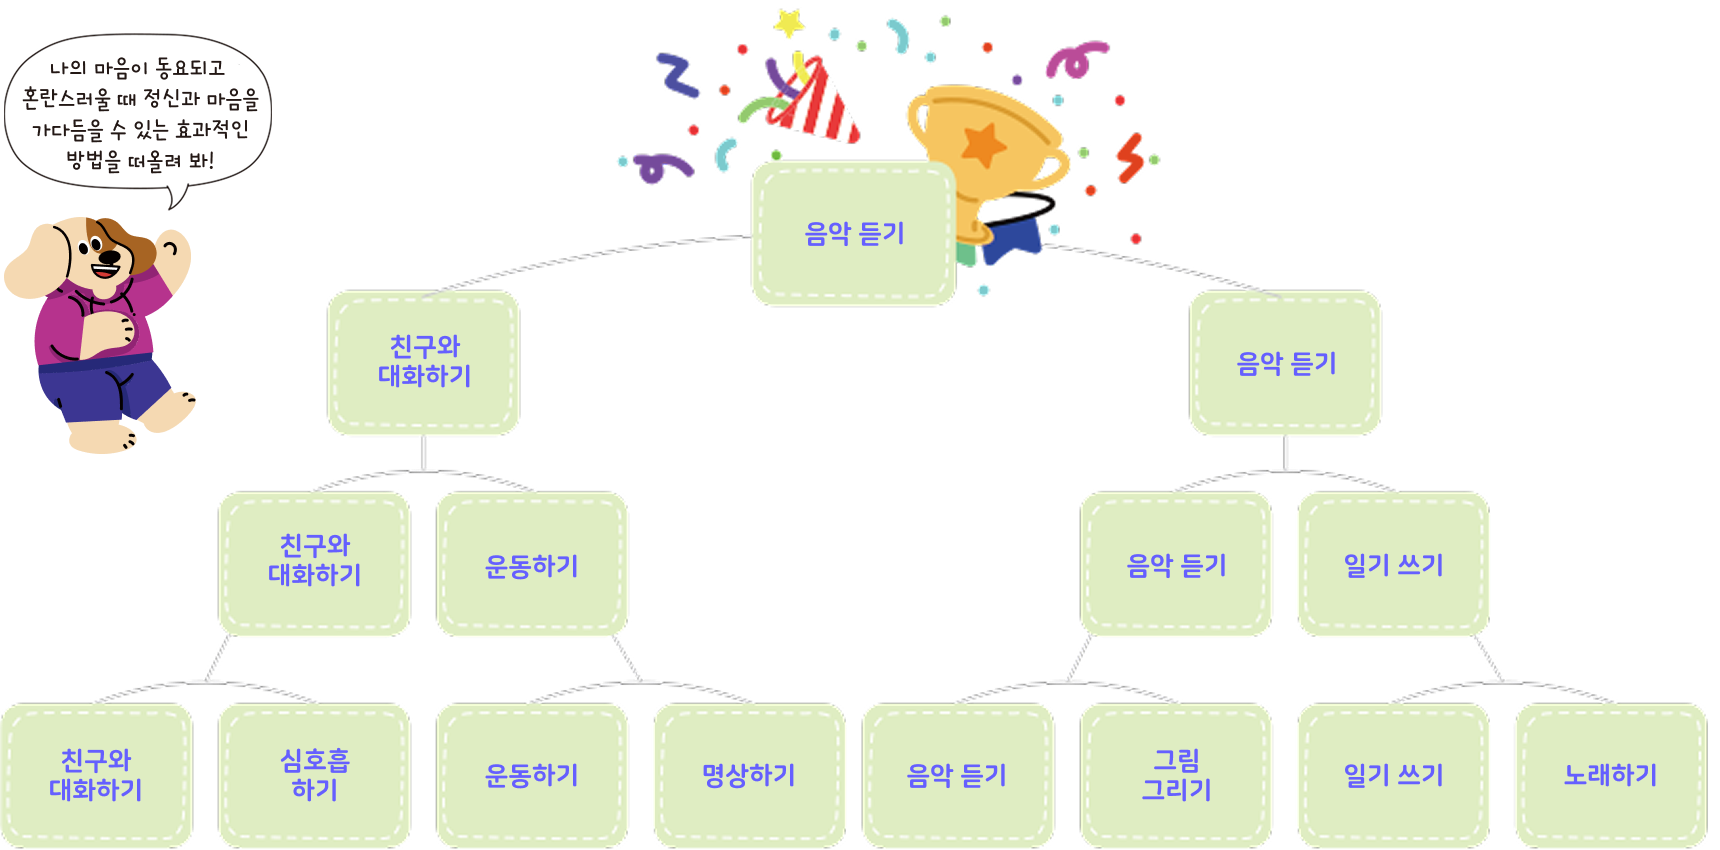 나의 마음이 동요되고
혼란스러울 때 정신과 마음을
가다듬을 수 있는 효과적인
방법을 떠올려 봐!
음악 듣기
친구와
대화하기
음악 듣기
친구와
대화하기
운동하기
음악 듣기
일기 쓰기
친구와
대화하기
심호흡
하기
운동하기
명상하기
음악 듣기
그림
그리기
일기 쓰기
노래하기